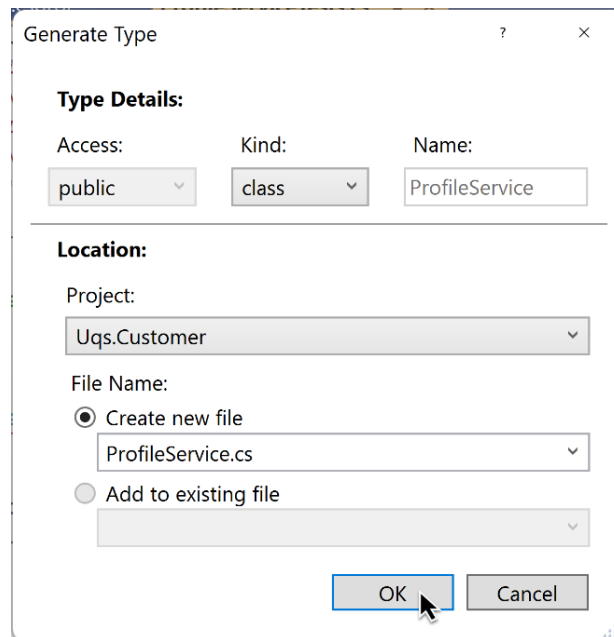 Generate Type
?
Type Details:
Access: Kind: Name:
public class ProfileService
Location:
Project:
Uqs.Customer
File Name:
Create new file
ProfileService.cs
Add to existing file
OK Cancel